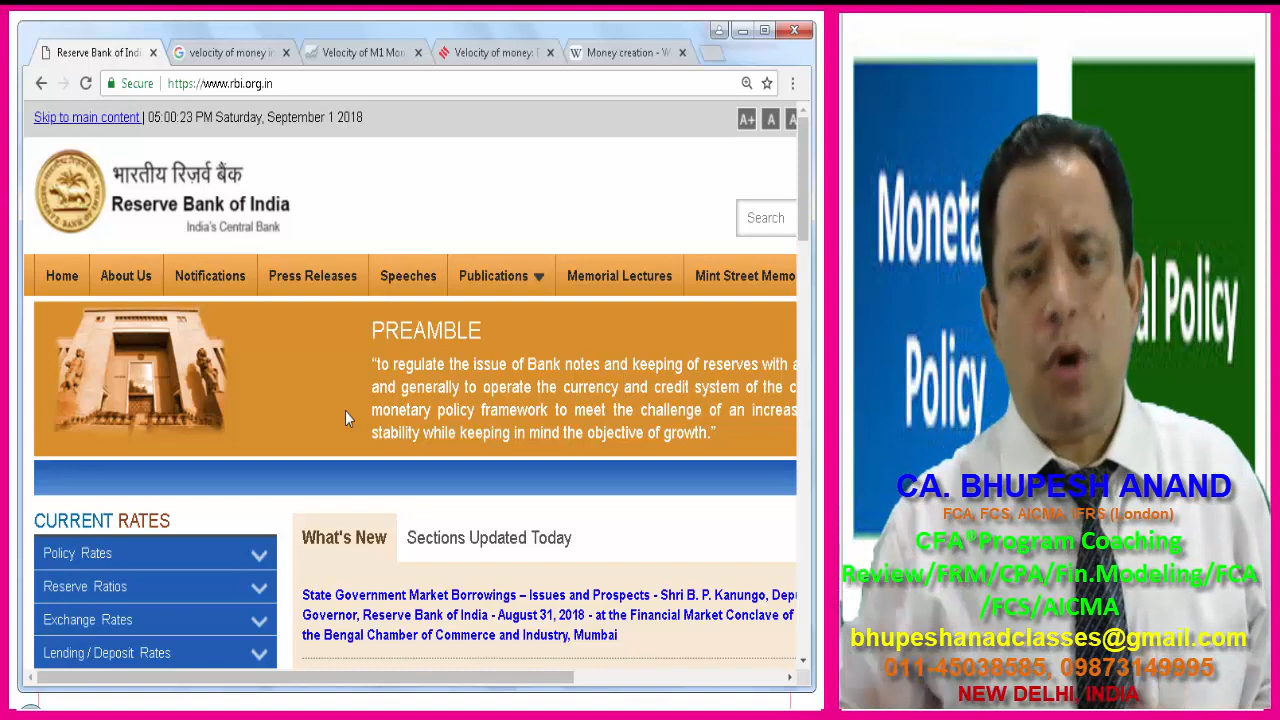 Reserve Bank of Indi
velocity of money in
Velocity of M1 Mon
Velocity of money:
Money creation - W
Secure
https://www.rbi.org.in
Skip to main content | 05:00:23 PM Saturday, September 1 2018
A+ A A
भारतीय रिज़र्व बैंक
Reserve Bank of India
India's Central Bank
Search
Home About Us Notifications Press Releases Speeches Publications Memorial Lectures Mint Street Memo
PREAMBLE
“to regulate the issue of Bank notes and keeping of reserves with a
and generally to operate the currency and credit system of the c
monetary policy framework to meet the challenge of an increas
stability while keeping in mind the objective of growth.”
CURRENT RATES
Policy Rates
Reserve Ratios
Exchange Rates
Lending / Deposit Rates
What's New Sections Updated Today
State Government Market Borrowings – Issues and Prospects - Shri B. P. Kanungo, Depu
Governor, Reserve Bank of India - August 31, 2018 - at the Financial Market Conclave of
the Bengal Chamber of Commerce and Industry, Mumbai
Moneta
Policy
al Policy
CA. BHUPESH ANAND
FCA, FCS, AICMA, IFRS (London)
CFA®Program Coaching
Review/FRM/CPA/Fin.Modeling/FCA
/FCS/AICMA
bhupeshanadclasses@gmail.com
011-45038585, 09873149995
NEW DELHI, INDIA